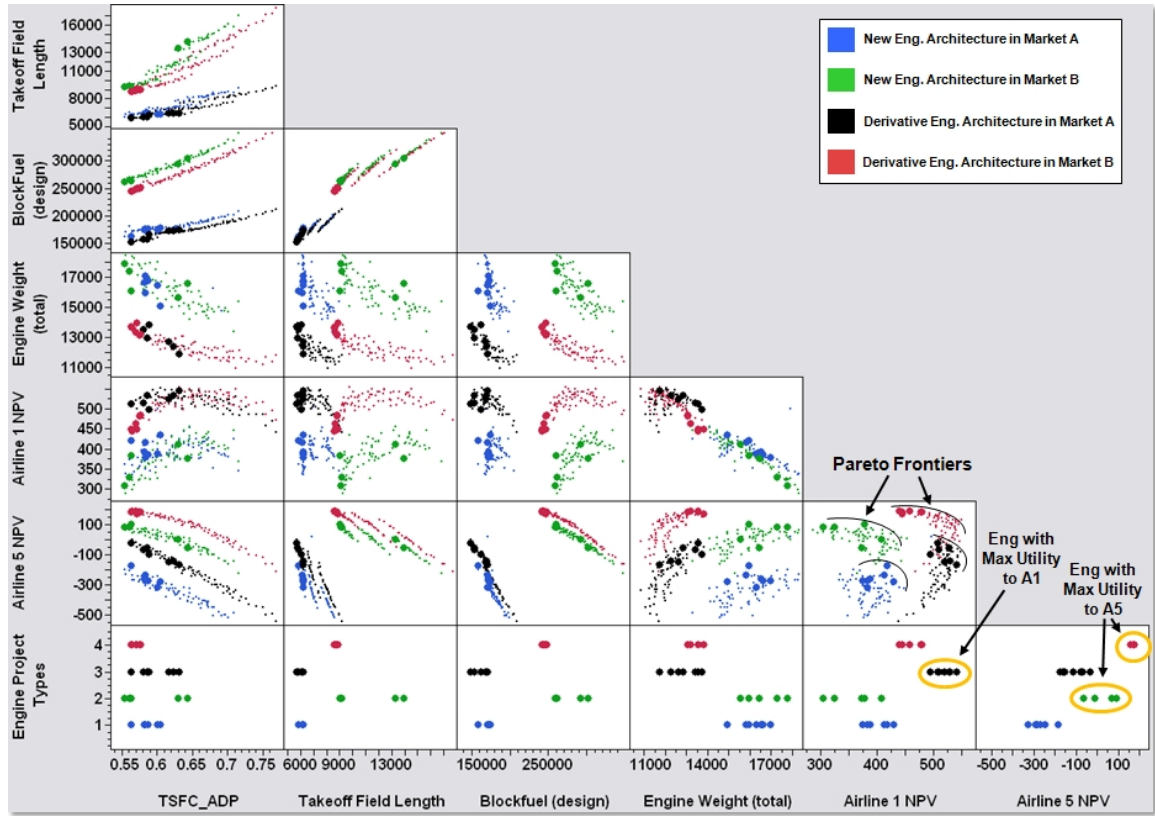 Takeoff Field
Length
16000
13000
11000
8000
5000
New Eng. Architecture in Market A
New Eng. Architecture in Market B
Derivative Eng. Architecture in Market A
Derivative Eng. Architecture in Market B
BlockFuel
(design)
300000
250000
200000
150000
Engine Weight
(total)
17000
15000
13000
11000
Airline 1 NPV
500
450
400
350
300
Pareto Frontiers
Airline 5 NPV
100
-100
-300
-500
Eng with
Max Utility
to A1
Eng with
Max Utility
to A5
Engine Project
Types
4
3
2
1
0.55 0.6 0.65 0.7 0.75
6000 9000 13000
150000 250000
11000 14000 17000
300 400 500
-500 -300 -100 100
TSFC_ADP
Takeoff Field Length
Blockfuel (design)
Engine Weight (total)
Airline 1 NPV
Airline 5 NPV